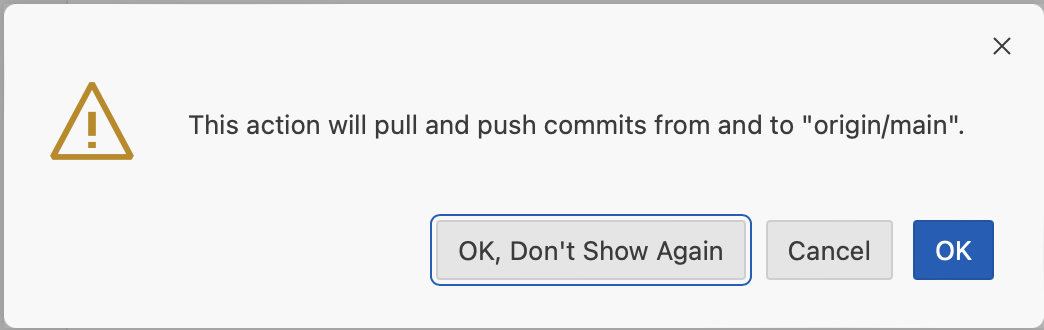 This action will pull and push commits from and to "origin/main".
OK, Don't Show Again
Cancel
OK